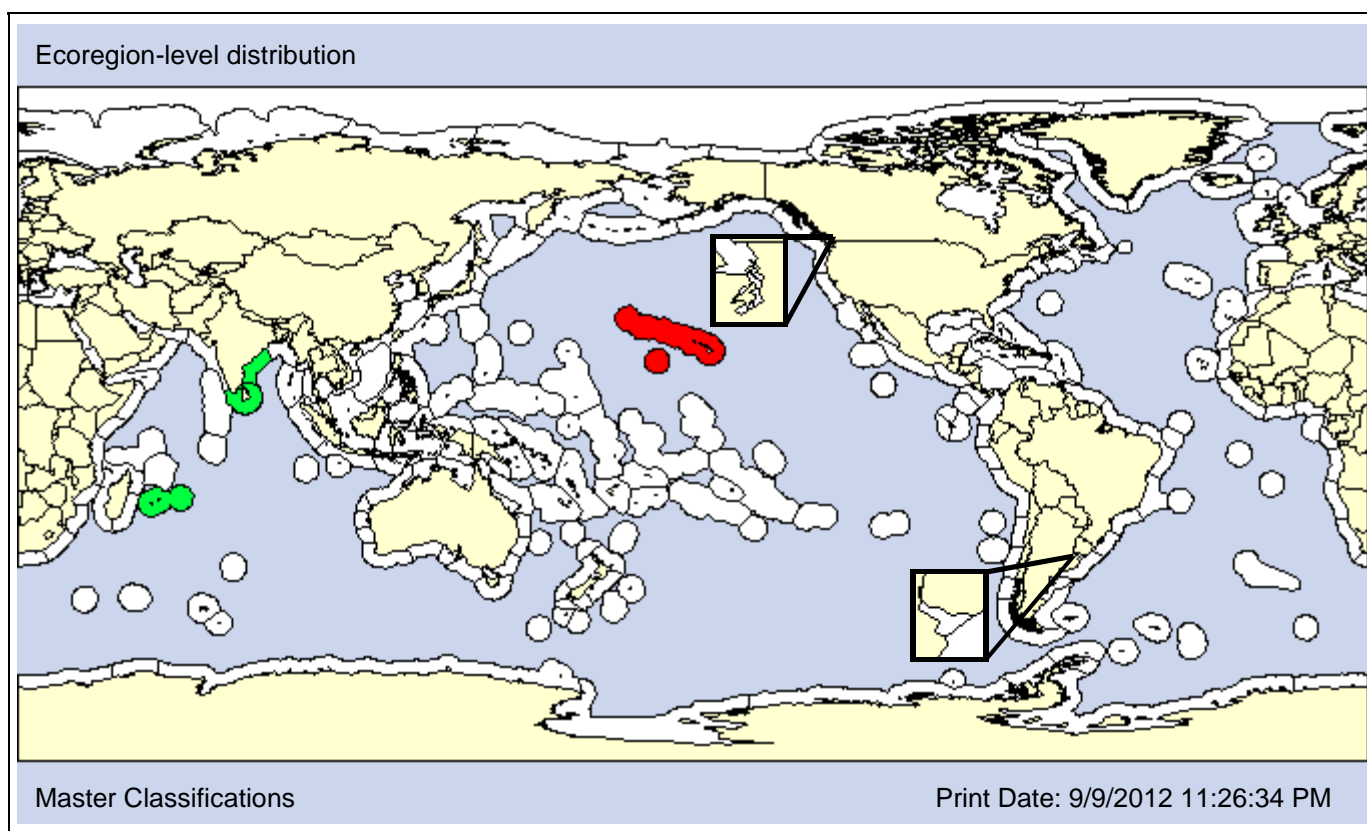 Ecoregion-level distribution
Master Classifications
Print Date: 9/9/2012 11:26:34 PM